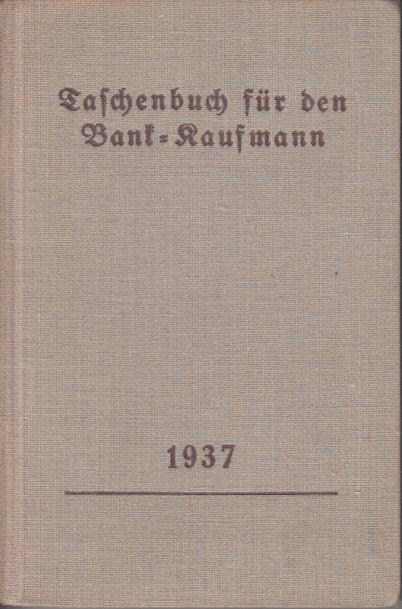 Taschenbuch für den
Bank-Kaufmann
1937